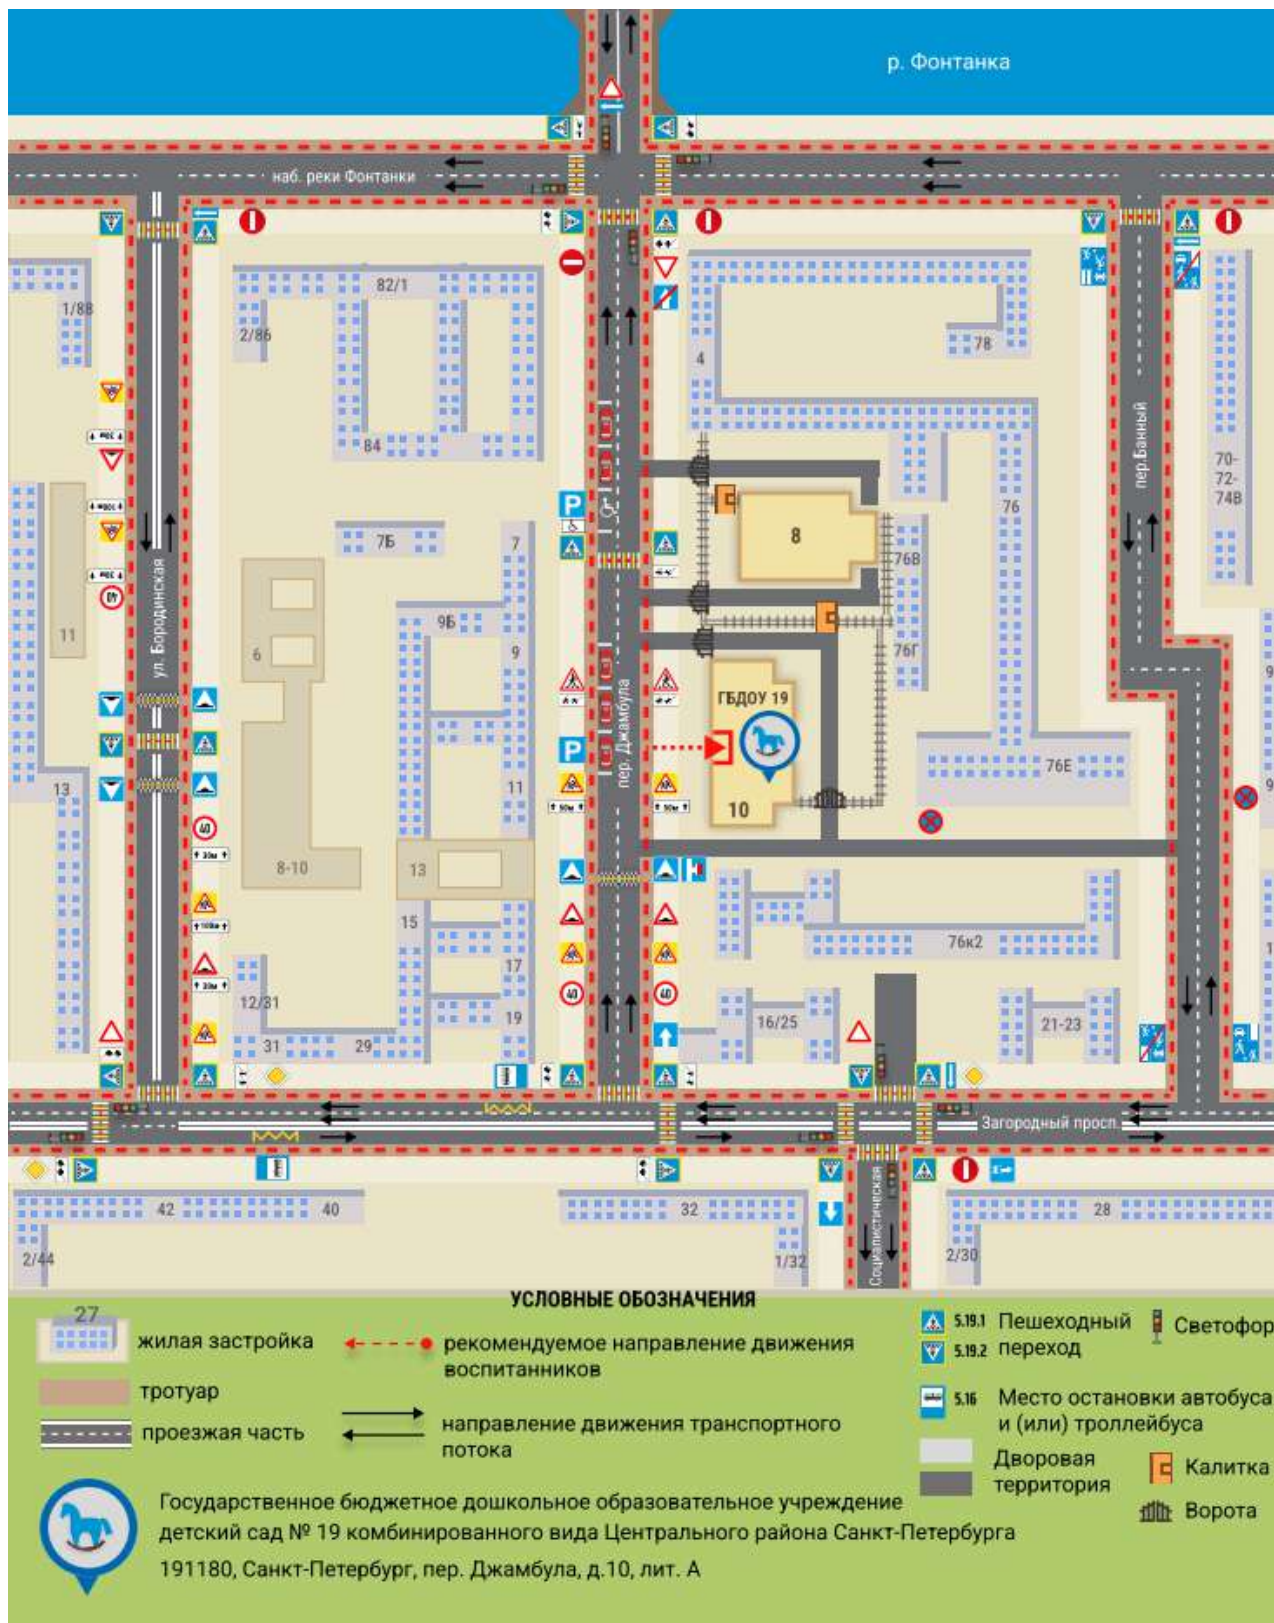 р. Фонтанка
наб. реки Фонтанки
1/88
2/86
82/1
78
4
84
пер.Банный
70-
72-
74В
76
7Б
7
8
76В
ул. Бородинская
11
6
9Б
9
76Г
ГБДОУ 19
пер. Джамбула
P
P
76Е
13
11
10
40
8-10
13
15
76к2
17
12/31
40
40
19
16/25
21-23
31
29
Загородный просп.
Социалистическая
42
40
32
28
2/44
1/32
2/30
УСЛОВНЫЕ ОБОЗНАЧЕНИЯ
27
жилая застройка
тротуар
проезжая часть
рекомендуемое направление движения
воспитанников
направление движения транспортного
потока
5.19.1
5.19.2
Пешеходный
переход
Светофор
5.16
Место остановки автобуса
и (или) троллейбуса
Дворовая
территория
Калитка
Ворота
Государственное бюджетное дошкольное образовательное учреждение
детский сад № 19 комбинированного вида Центрального района Санкт-Петербурга
191180, Санкт-Петербург, пер. Джамбула, д.10, лит. А